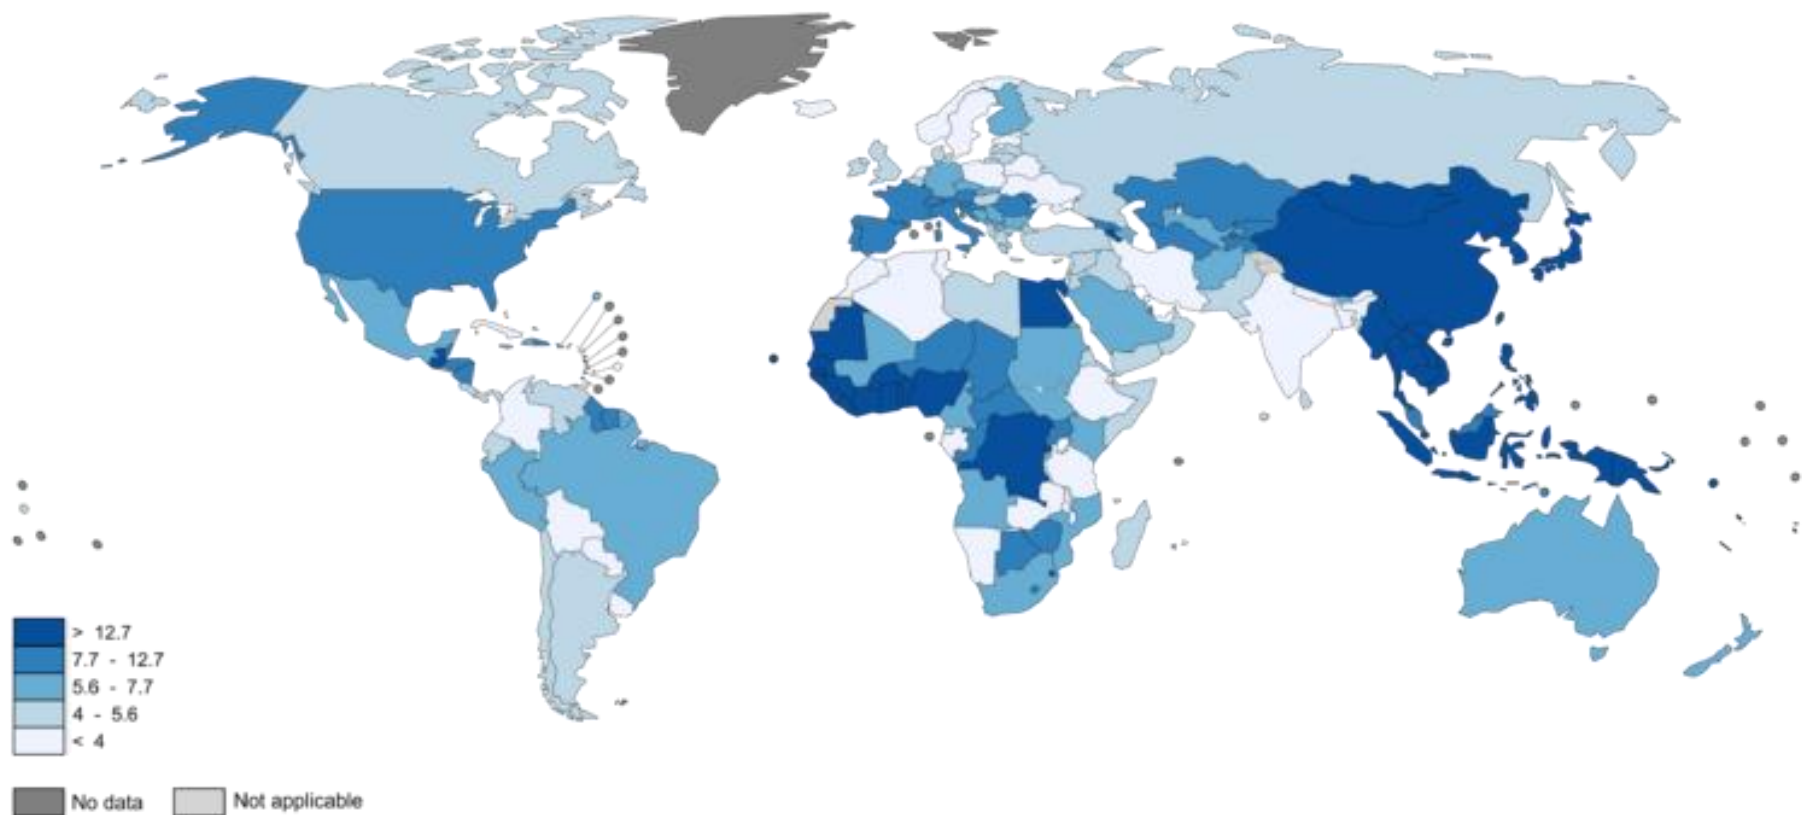 > 12.7
7.7 - 12.7
5.6 - 7.7
4 - 5.6
< 4
No data
Not applicable